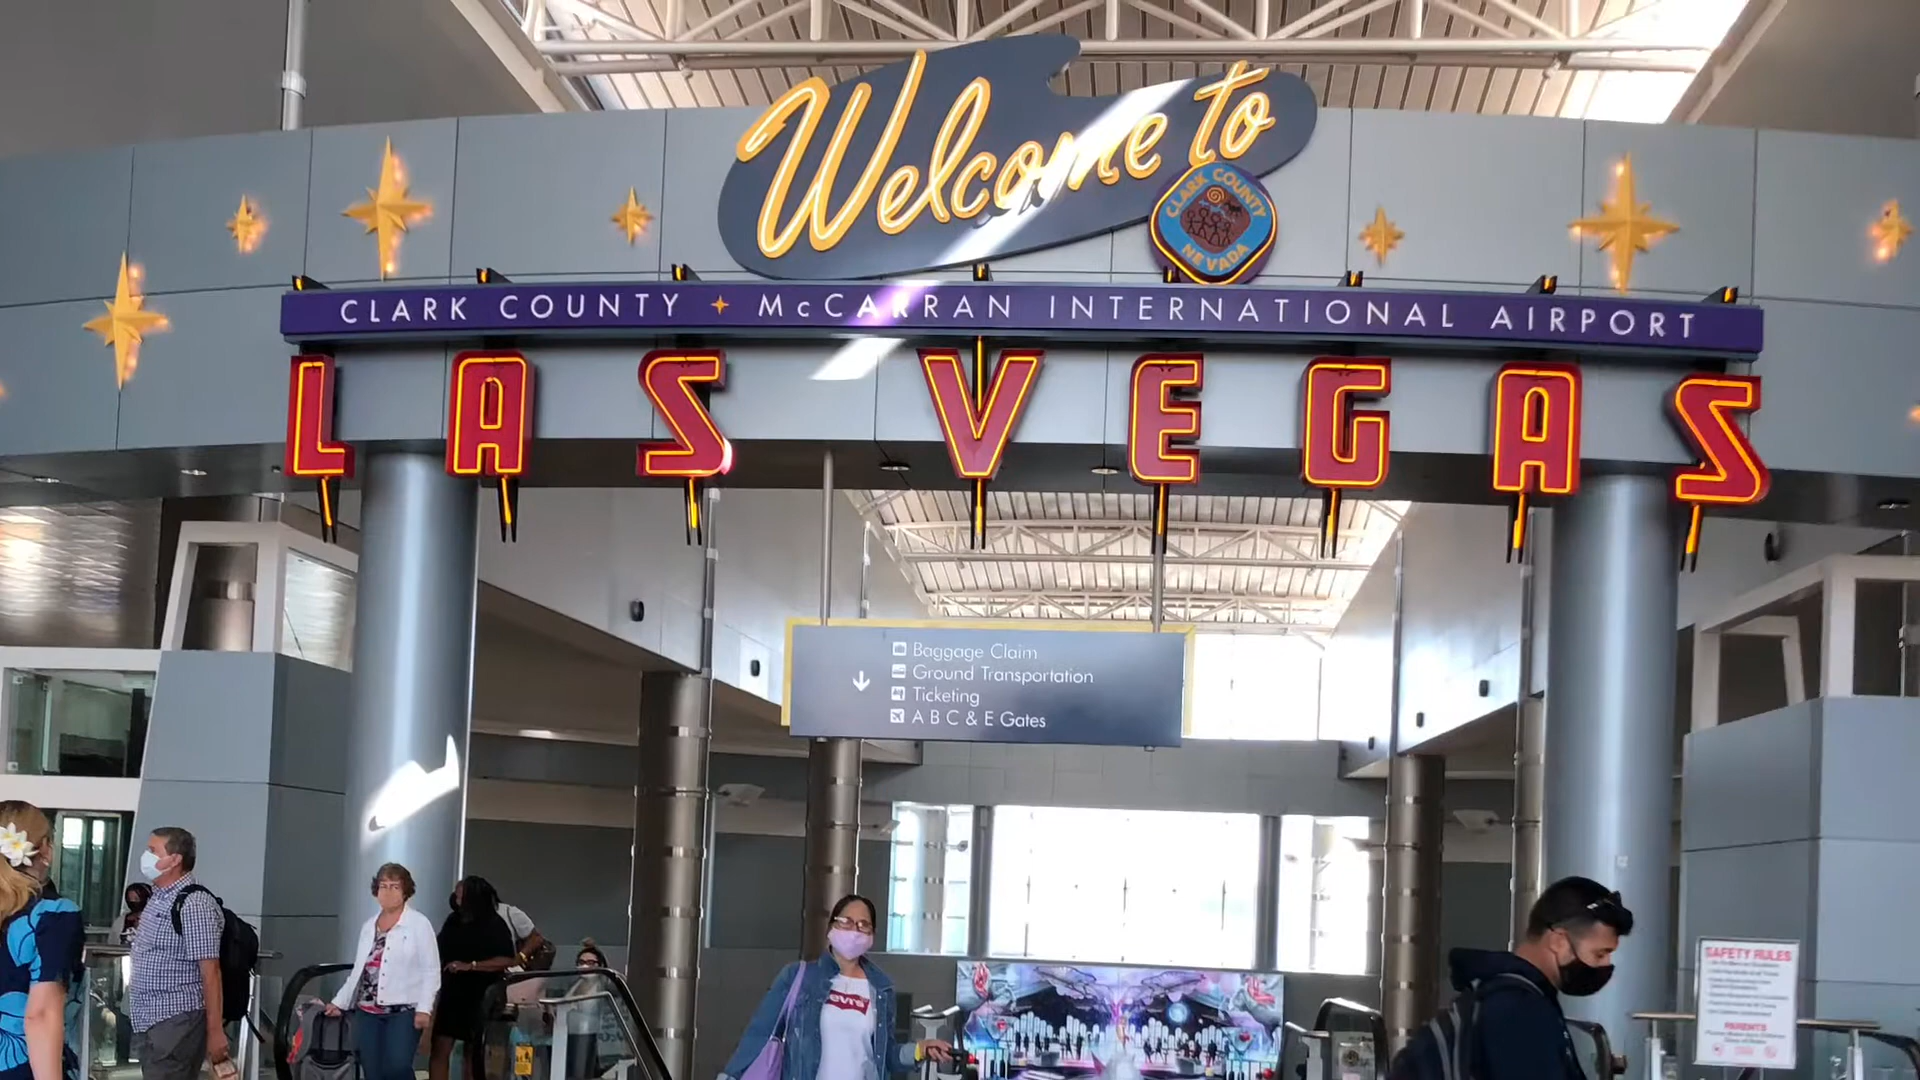 Welcome to
CLARK COUNTY
NEVADA
CLARK COUNTY McCARRAN INTERNATIONAL AIRPORT
LAS VEGAS
Baggage Claim
Ground Transportation
Ticketing
A B C & E Gates
SAFETY RULES
PARENTS